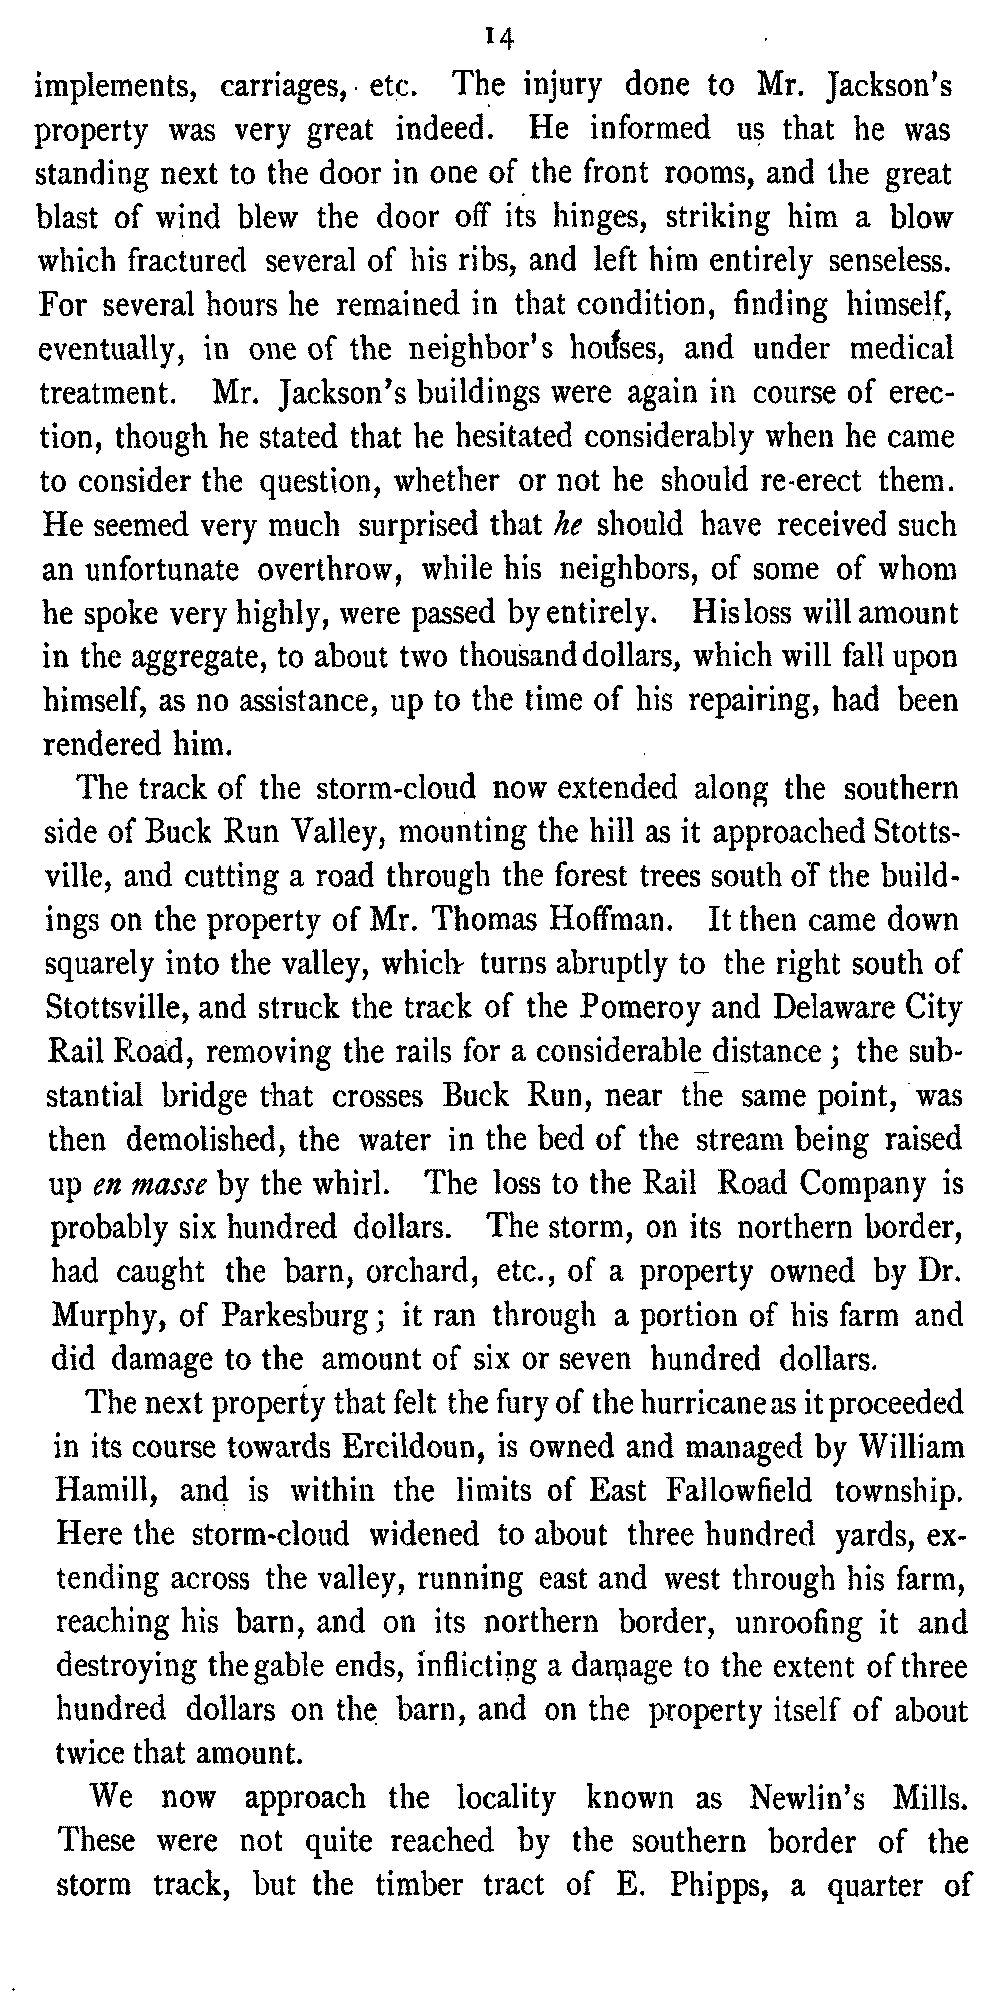 14
implements, carriages, etc. The injury done to Mr. Jackson's
property was very great indeed. He informed us that he was
standing next to the door in one of the front rooms, and the great
blast of wind blew the door off its hinges, striking him a blow
which fractured several of his ribs, and left him entirely senseless.
For several hours he remained in that condition, finding himself,
eventually, in one of the neighbor's houses, and under medical
treatment. Mr. Jackson's buildings were again in course of erec-
tion, though he stated that he hesitated considerably when he came
to consider the question, whether or not he should re-erect them.
He seemed very much surprised that he should have received such
an unfortunate overthrow, while his neighbors, of some of whom
he spoke very highly, were passed by entirely. His loss will amount
in the aggregate, to about two thousand dollars, which will fall upon
himself, as no assistance, up to the time of his repairing, had been
rendered him.
The track of the storm-cloud now extended along the southern
side of Buck Run Valley, mounting the hill as it approached Stotts-
ville, and cutting a road through the forest trees south of the build-
ings on the property of Mr. Thomas Hoffman. It then came down
squarely into the valley, which turns abruptly to the right south of
Stottsville, and struck the track of the Pomeroy and Delaware City
Rail Road, removing the rails for a considerable distance ; the sub-
stantial bridge that crosses Buck Run, near the same point, was
then demolished, the water in the bed of the stream being raised
up en masse by the whirl. The loss to the Rail Road Company is
probably six hundred dollars. The storm, on its northern border,
had caught the barn, orchard, etc., of a property owned by Dr.
Murphy, of Parkesburg ; it ran through a portion of his farm and
did damage to the amount of six or seven hundred dollars.
The next property that felt the fury of the hurricane as it proceeded
in its course towards Ercildoun, is owned and managed by William
Hamill, and is within the limits of East Fallowfield township.
Here the storm-cloud widened to about three hundred yards, ex-
tending across the valley, running east and west through his farm,
reaching his barn, and on its northern border, unroofing it and
destroying the gable ends, inflicting a damage to the extent of three
hundred dollars on the barn, and on the property itself of about
twice that amount.
We now approach the locality known as Newlin's Mills.
These were not quite reached by the southern border of the
storm track, but the timber tract of E. Phipps, a quarter of